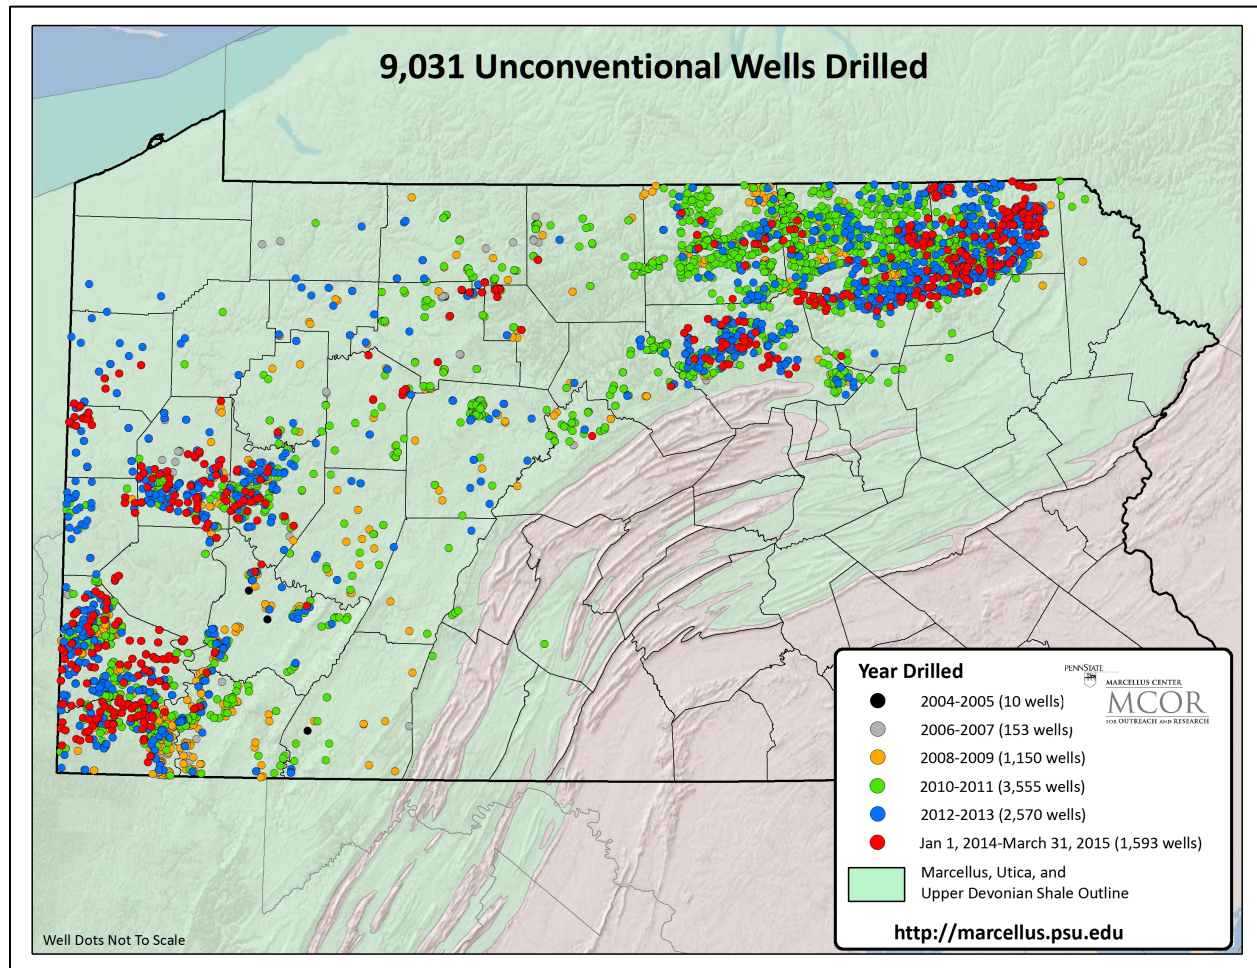 9,031 Unconventional Wells Drilled
Year Drilled
2004-2005 (10 wells)
2006-2007 (153 wells)
2008-2009 (1,150 wells)
2010-2011 (3,555 wells)
2012-2013 (2,570 wells)
Jan 1, 2014-March 31, 2015 (1,593 wells)
Marcellus, Utica, and
Upper Devonian Shale Outline
PENNSTATE
MARCELLUS CENTER
MCOR
FOR OUTREACH AND RESEARCH
http://marcellus.psu.edu
Well Dots Not To Scale